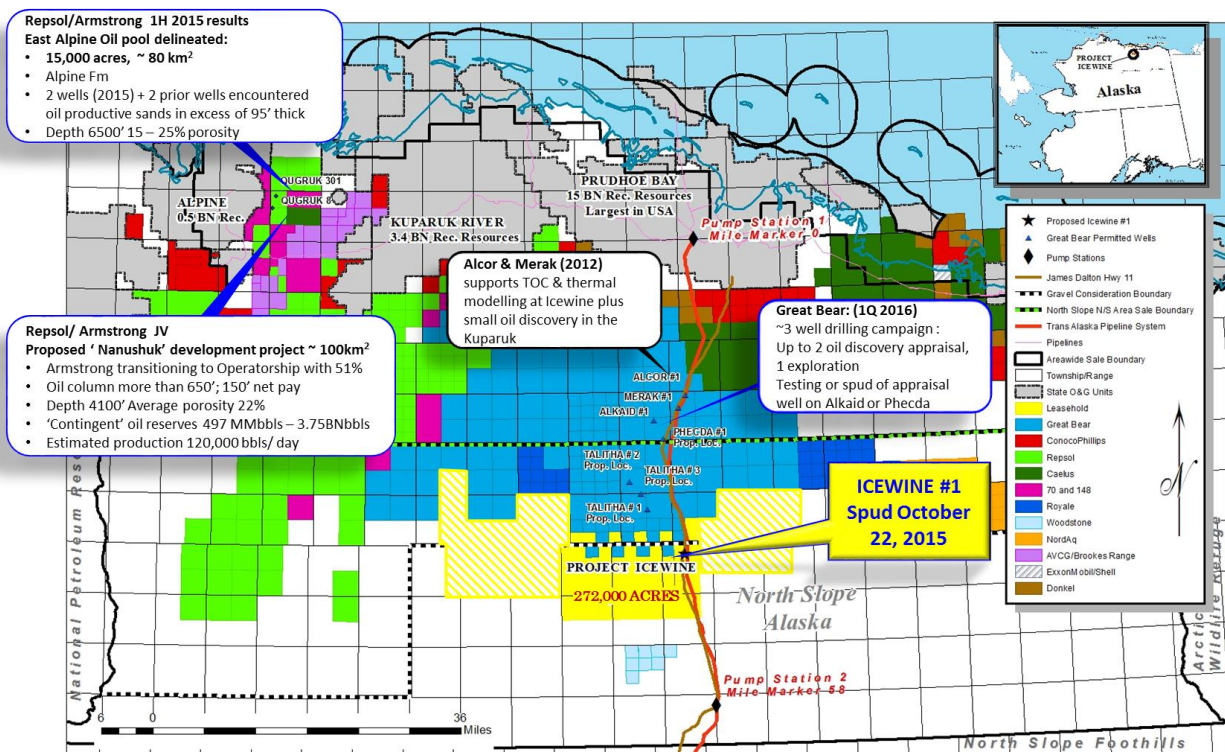 Repsol/Armstrong 1H 2015 results
East Alpine Oil pool delineated:
• 15,000 acres, ~ 80 km²
• Alpine Fm
• 2 wells (2015) + 2 prior wells encountered
oil productive sands in excess of 95’ thick
• Depth 6500’ 15 – 25% porosity
PROJECT
ICEWINE
Alaska
QUGRUK 301
QUGRUK 8
ALPINE
0.5 BN Rec.
KUPARUK RIVER
3.4 BN Rec. Resources
PRUDHOE BAY
15 BN Rec. Resources
Largest in USA
Pump Station 1
Mile Marker 0
Alcor & Merak (2012)
supports TOC & thermal
modelling at Icewine plus
small oil discovery in the
Kuparuk
Great Bear: (1Q 2016)
~3 well drilling campaign :
Up to 2 oil discovery appraisal,
1 exploration
Testing or spud of appraisal
well on Alkaid or Phecda
Repsol/ Armstrong JV
Proposed ‘ Nanushuk’ development project ~ 100km²
• Armstrong transitioning to Operatorship with 51%
• Oil column more than 650’; 150’ net pay
• Depth 4100’ Average porosity 22%
• ‘Contingent’ oil reserves 497 MMbbls – 3.75BNbbls
• Estimated production 120,000 bbls/ day
ALCOR #1
MERAK #1
ALKAID #1
PHECDA #1
Prop. Loc.
TALITHA # 2
Prop. Loc.
TALITHA # 3
Prop. Loc.
TALITHA # 1
Prop. Loc.
ICEWINE #1
Spud October
22, 2015
PROJECT ICEWINE
272,000 ACRES
North Slope
Alaska
Pump Station 2
Mile Marker 58
National Petroleum Rese
Arctic
Wildlife Refuge
North Slope Foothills
6 0 36
Miles
Proposed Icewine #1
Great Bear Permitted Wells
Pump Stations
James Dalton Hwy 11
Gravel Consideration Boundary
North Slope N/S Area Sale Boundary
Trans Alaska Pipeline System
Pipelines
Areawide Sale Boundary
Township/Range
State O&G Units
Leasehold
Great Bear
ConocoPhillips
Repsol
Caelus
70 and 148
Royale
Woodstone
NordAq
AVCG/Brookes Range
ExxonMobil/Shell
Donkel
N